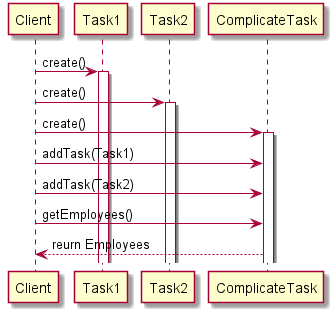 Client Task1 Task2 ComplicateTask
create()
create()
create()
addTask(Task1)
addTask(Task2)
getEmployees()
reurn Employees
Client Task1 Task2 ComplicateTask